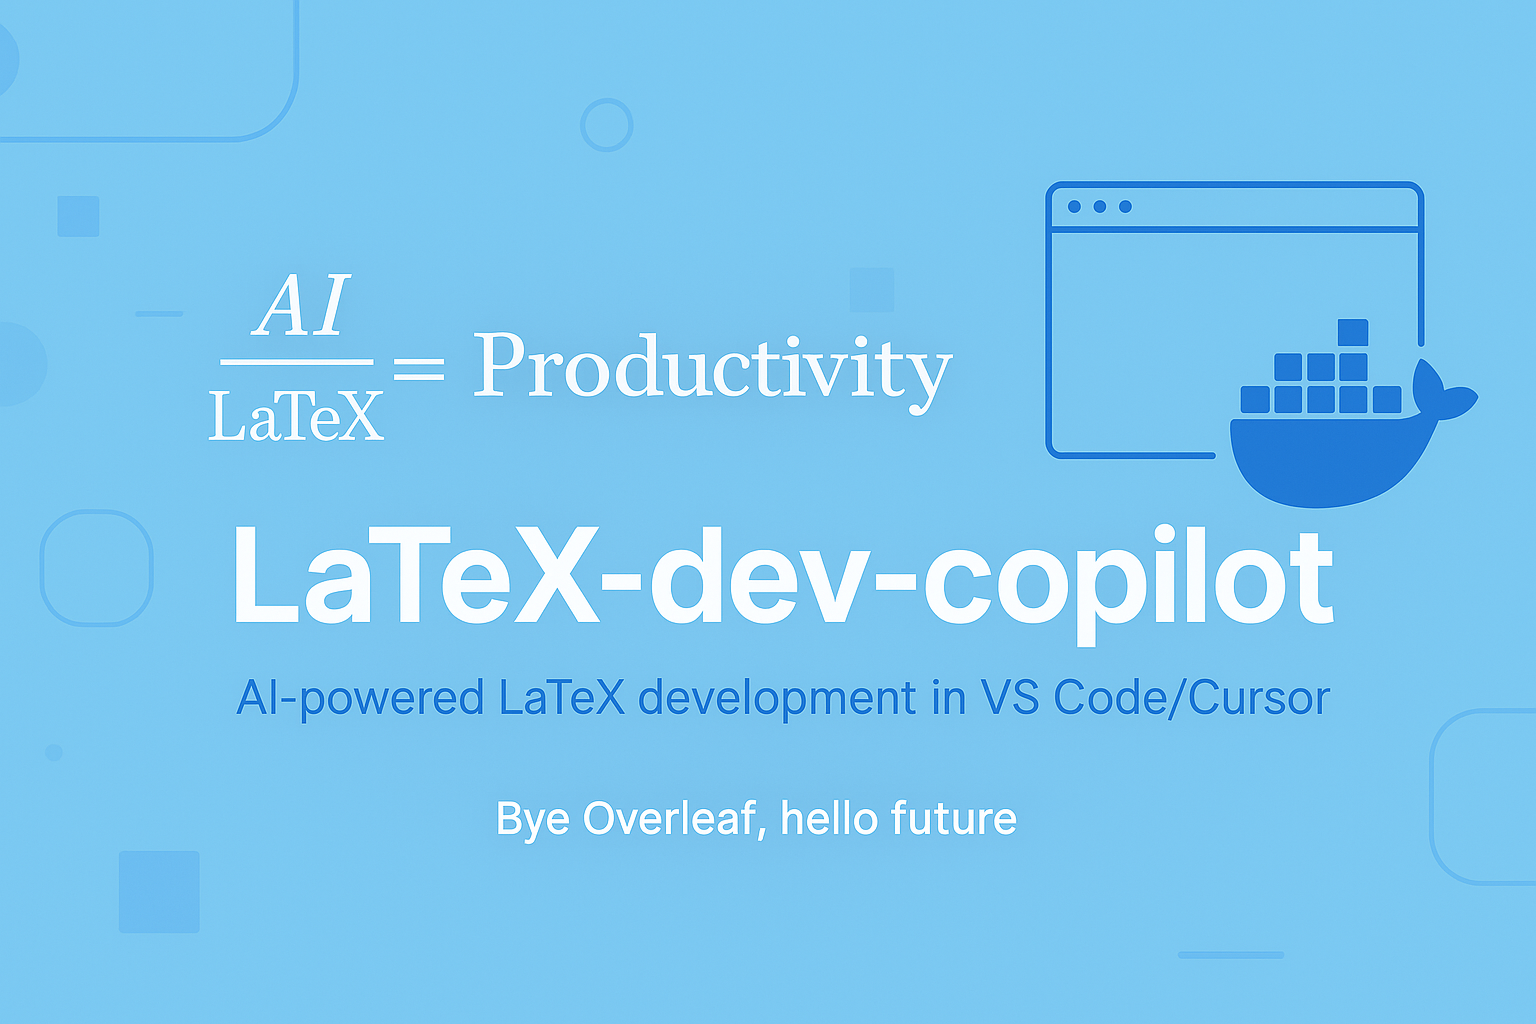 AI
LaTeX
= Productivity
LaTeX-dev-copilot
AI-powered LaTeX development in VS Code/Cursor
Bye Overleaf, hello future